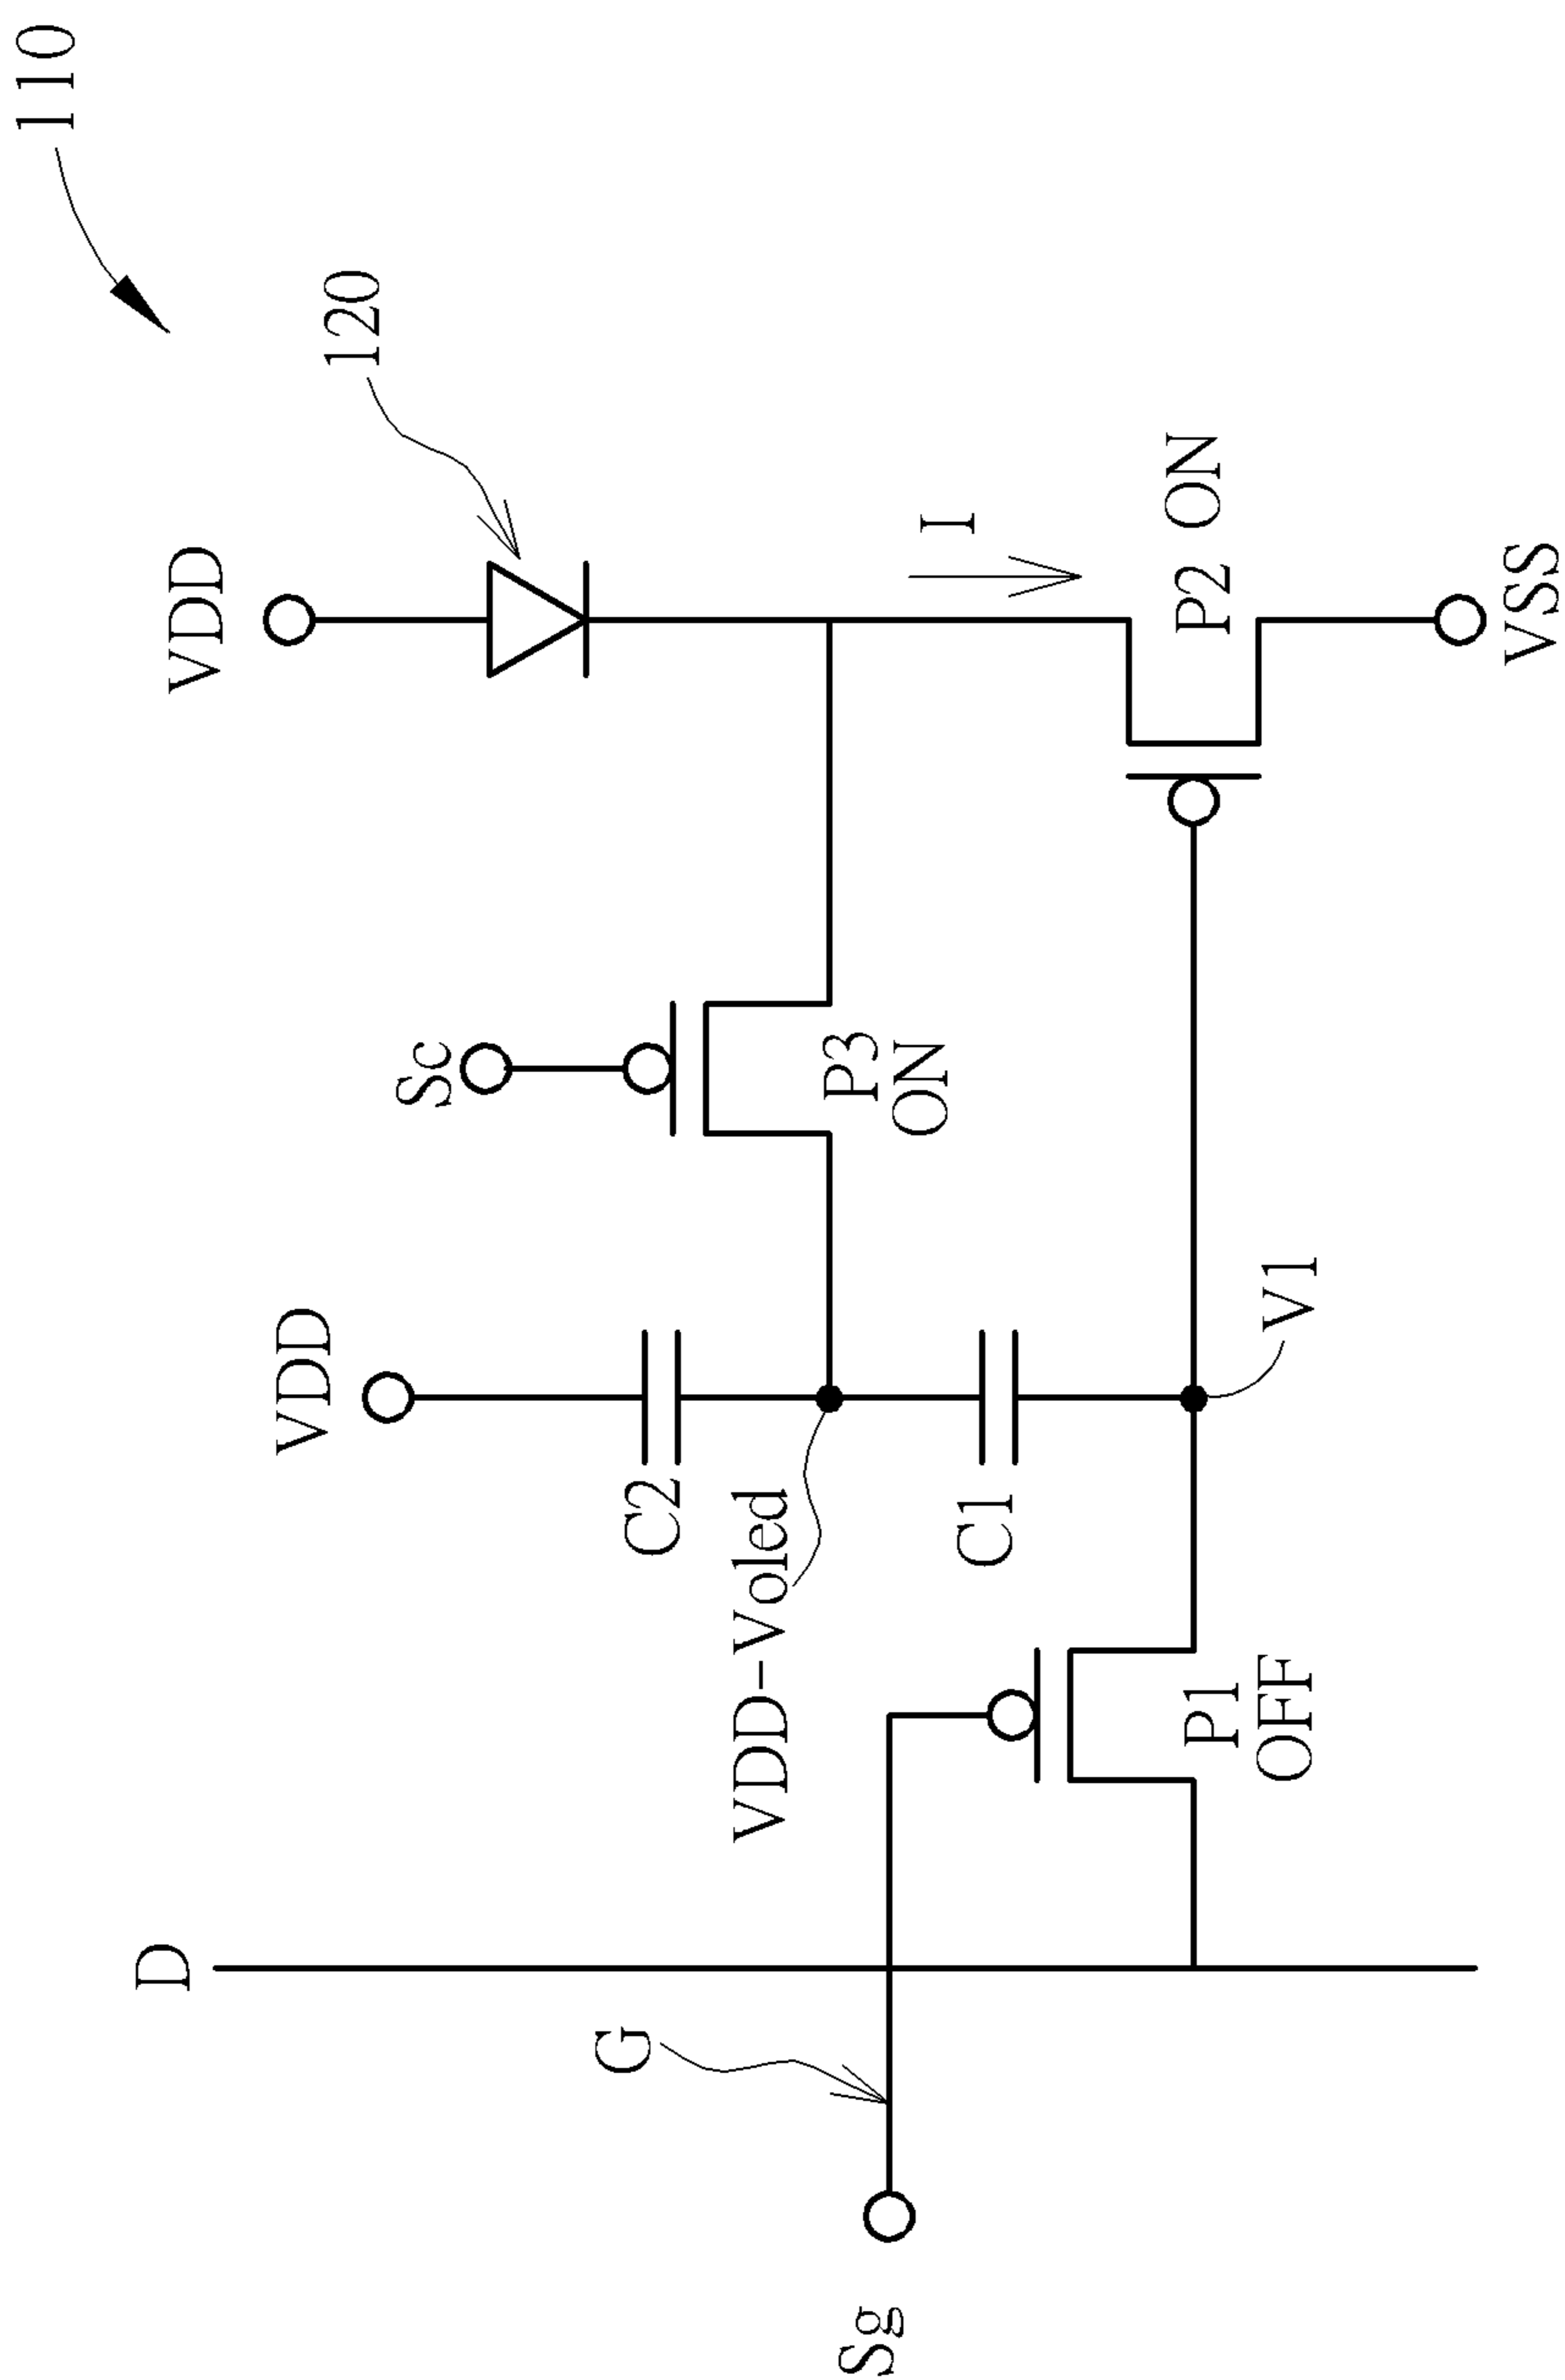 110
120
VDD
I
P2 ON
VSS
Sc
P3
ON
VDD
C2
VDD-Voled
C1
V1
P1
OFF
D
G
Sg